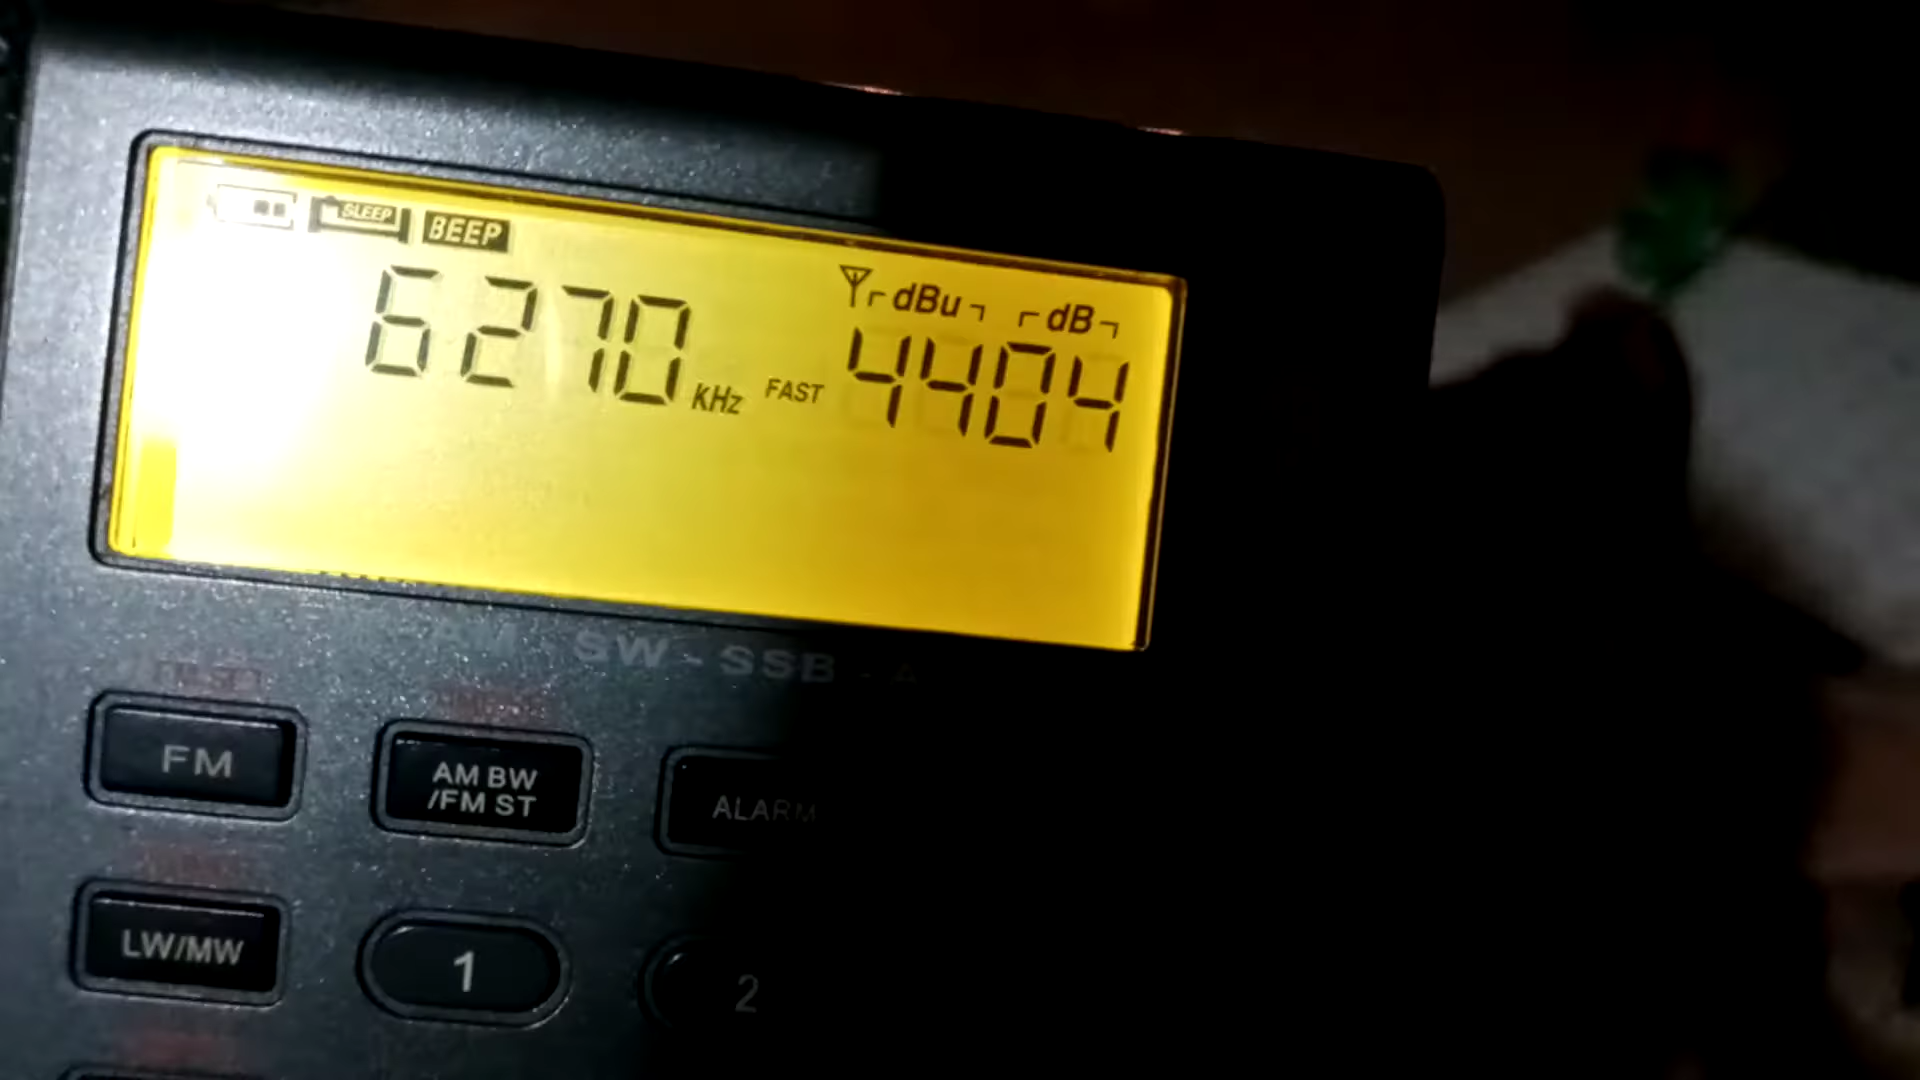 SLEEP BEEP
dBu dB
6270 kHz FAST 4404
SW - SSB -
FM AM BW ALARM
/FM ST
LW/MW 1 2